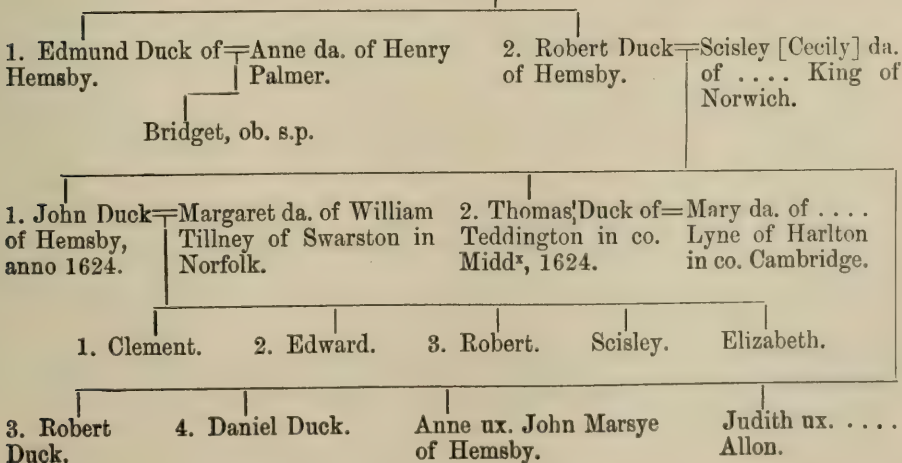 1. Edmund Duck of Hemsby.
Anne da. of Henry Palmer.
2. Robert Duck of Hemsby.
Scisley [Cecily] da. of .... King of Norwich.
Bridget, ob. s.p.
1. John Duck of Hemsby, anno 1624.
Margaret da. of William Tillney of Swarston in Norfolk.
2. Thomas Duck of Teddington in co. Middˣ, 1624.
Mary da. of .... Lyne of Harlton in co. Cambridge.
1. Clement.
2. Edward.
3. Robert.
Scisley.
Elizabeth.
3. Robert Duck.
4. Daniel Duck.
Anne ux. John Marsye of Hemsby.
Judith ux. .... Allon.